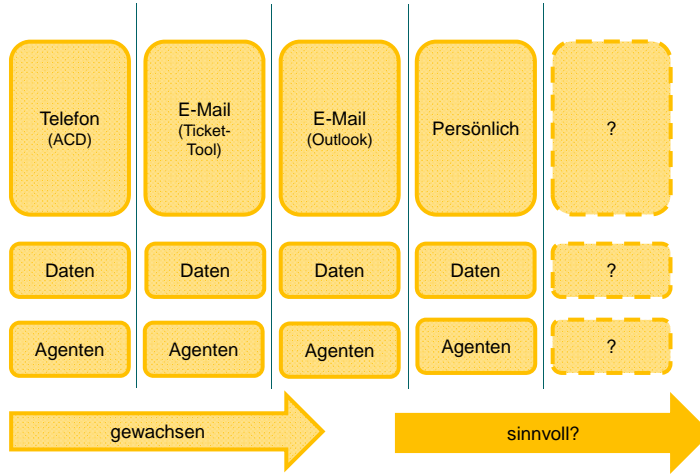 Telefon
(ACD)
E-Mail
(Ticket-
Tool)
E-Mail
(Outlook)
Persönlich
?
Daten
Daten
Daten
Daten
?
Agenten
Agenten
Agenten
Agenten
?
gewachsen
sinnvoll?